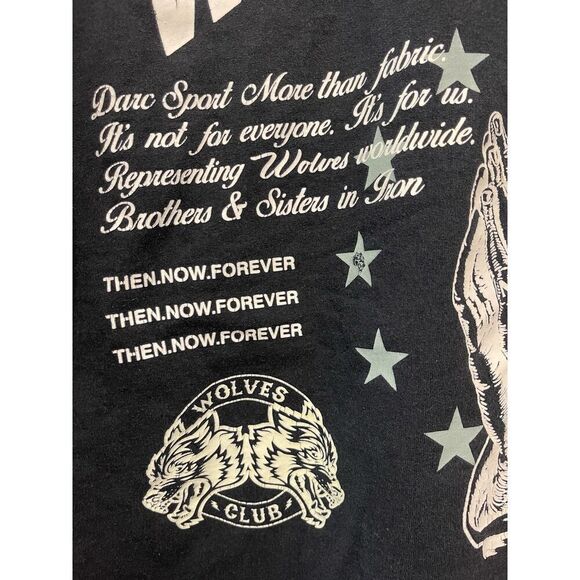 Darc Sport More than fabric.
It's not for everyone. It's for us.
Representing Wolves worldwide.
Brothers & Sisters in Iron
THEN.NOW.FOREVER
THEN.NOW.FOREVER
THEN.NOW.FOREVER
WOLVES
CLUB